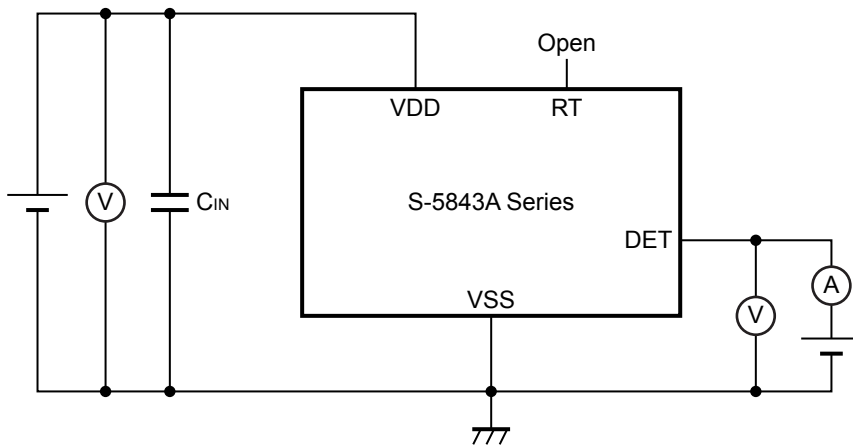 Open
VDD
RT
V
CIN
S-5843A Series
DET
A
VSS
V